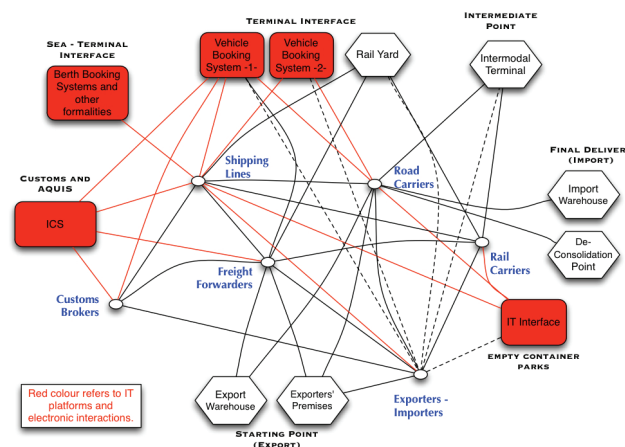 INTERMEDIATE
POINT
TERMINAL INTERFACE
SEA - TERMINAL
INTERFACE
Vehicle
Booking
System -1-
Vehicle
Booking
System -2-
Rail Yard
Intermodal
Terminal
Berth Booking
Systems and
other
formalities
FINAL DELIVER
(IMPORT)
Shipping
Lines
Road
Carriers
CUSTOMS AND
AQUIS
Import
Warehouse
ICS
De-
Consolidation
Point
Freight
Forwarders
Rail
Carriers
Customs
Brokers
IT Interface
EMPTY CONTAINER
PARKS
Red colour refers to IT
platforms and
electronic interactions.
Export
Warehouse
Exporters'
Premises
Exporters -
Importers
STARTING POINT
(EXPORT)